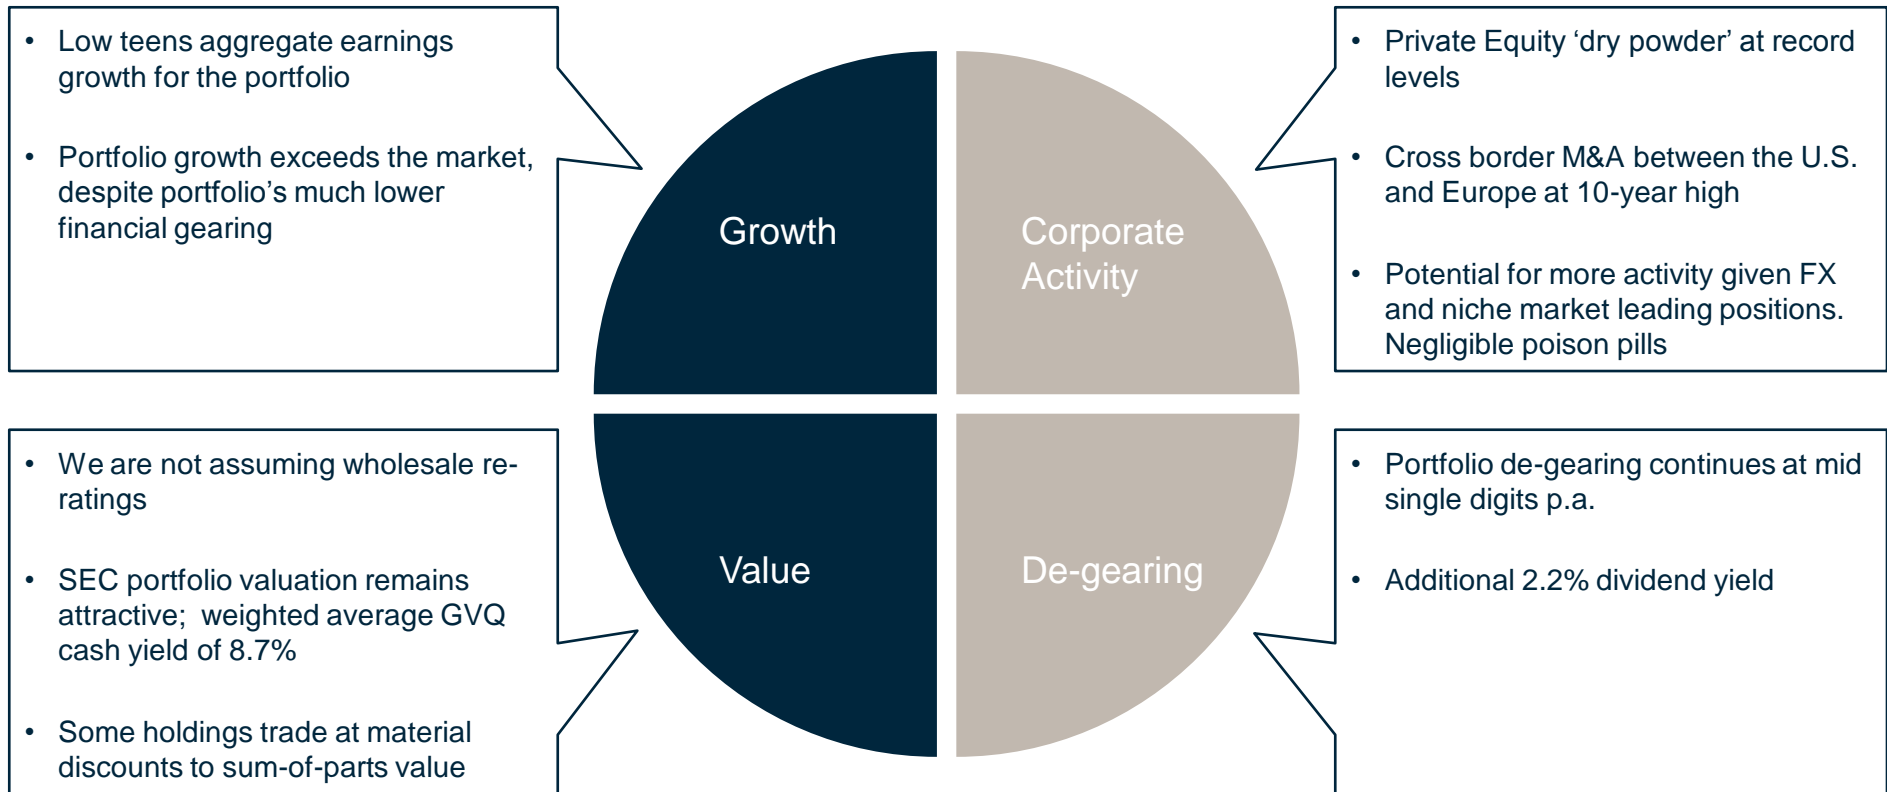 • Low teens aggregate earnings
growth for the portfolio
• Portfolio growth exceeds the market,
despite portfolio’s much lower
financial gearing
Growth
Corporate
Activity
• Private Equity ‘dry powder’ at record
levels
• Cross border M&A between the U.S.
and Europe at 10-year high
• Potential for more activity given FX
and niche market leading positions.
Negligible poison pills
• We are not assuming wholesale re-
ratings
• SEC portfolio valuation remains
attractive; weighted average GVQ
cash yield of 8.7%
• Some holdings trade at material
discounts to sum-of-parts value
Value
De-gearing
• Portfolio de-gearing continues at mid
single digits p.a.
• Additional 2.2% dividend yield